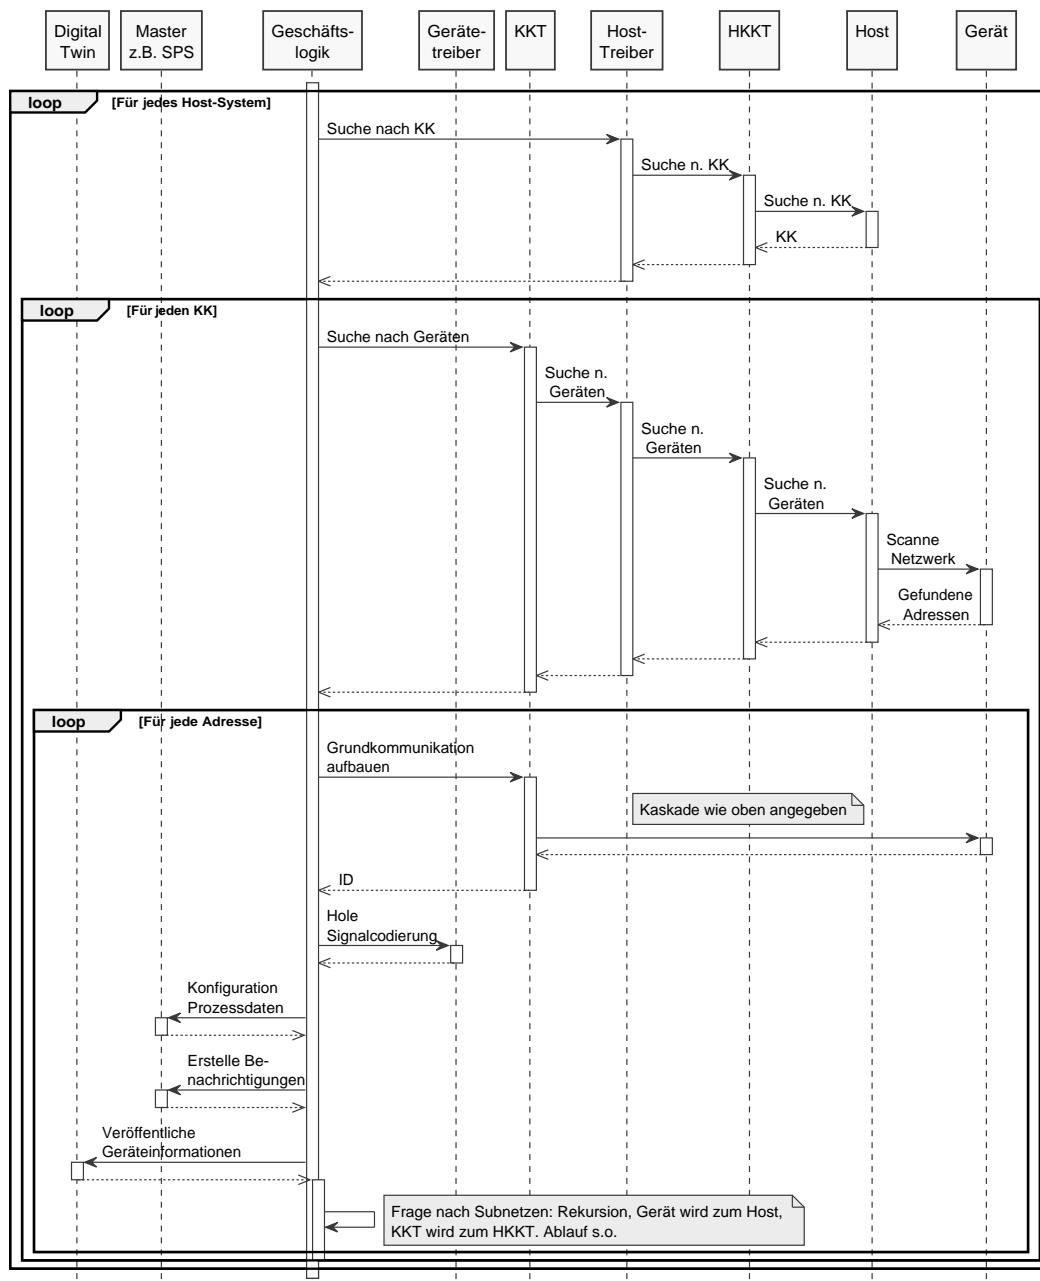 Digital
Twin
Master
z.B. SPS
Geschäfts-
logik
Geräte-
treiber
KKT
Host-
Treiber
HKKT
Host
Gerät
loop
[Für jedes Host-System]
Suche nach KK
Suche n. KK
Suche n. KK
KK
loop
[Für jeden KK]
Suche nach Geräten
Suche n.
Geräten
Suche n.
Geräten
Suche n.
Geräten
Scanne
Netzwerk
Gefundene
Adressen
loop
[Für jede Adresse]
Grundkommunikation
aufbauen
Kaskade wie oben angegeben
ID
Hole
Signalcodierung
Konfiguration
Prozessdaten
Erstelle Be-
nachrichtigungen
Veröffentliche
Geräteinformationen
Frage nach Subnetzen: Rekursion, Gerät wird zum Host,
KKT wird zum HKKT. Ablauf s.o.